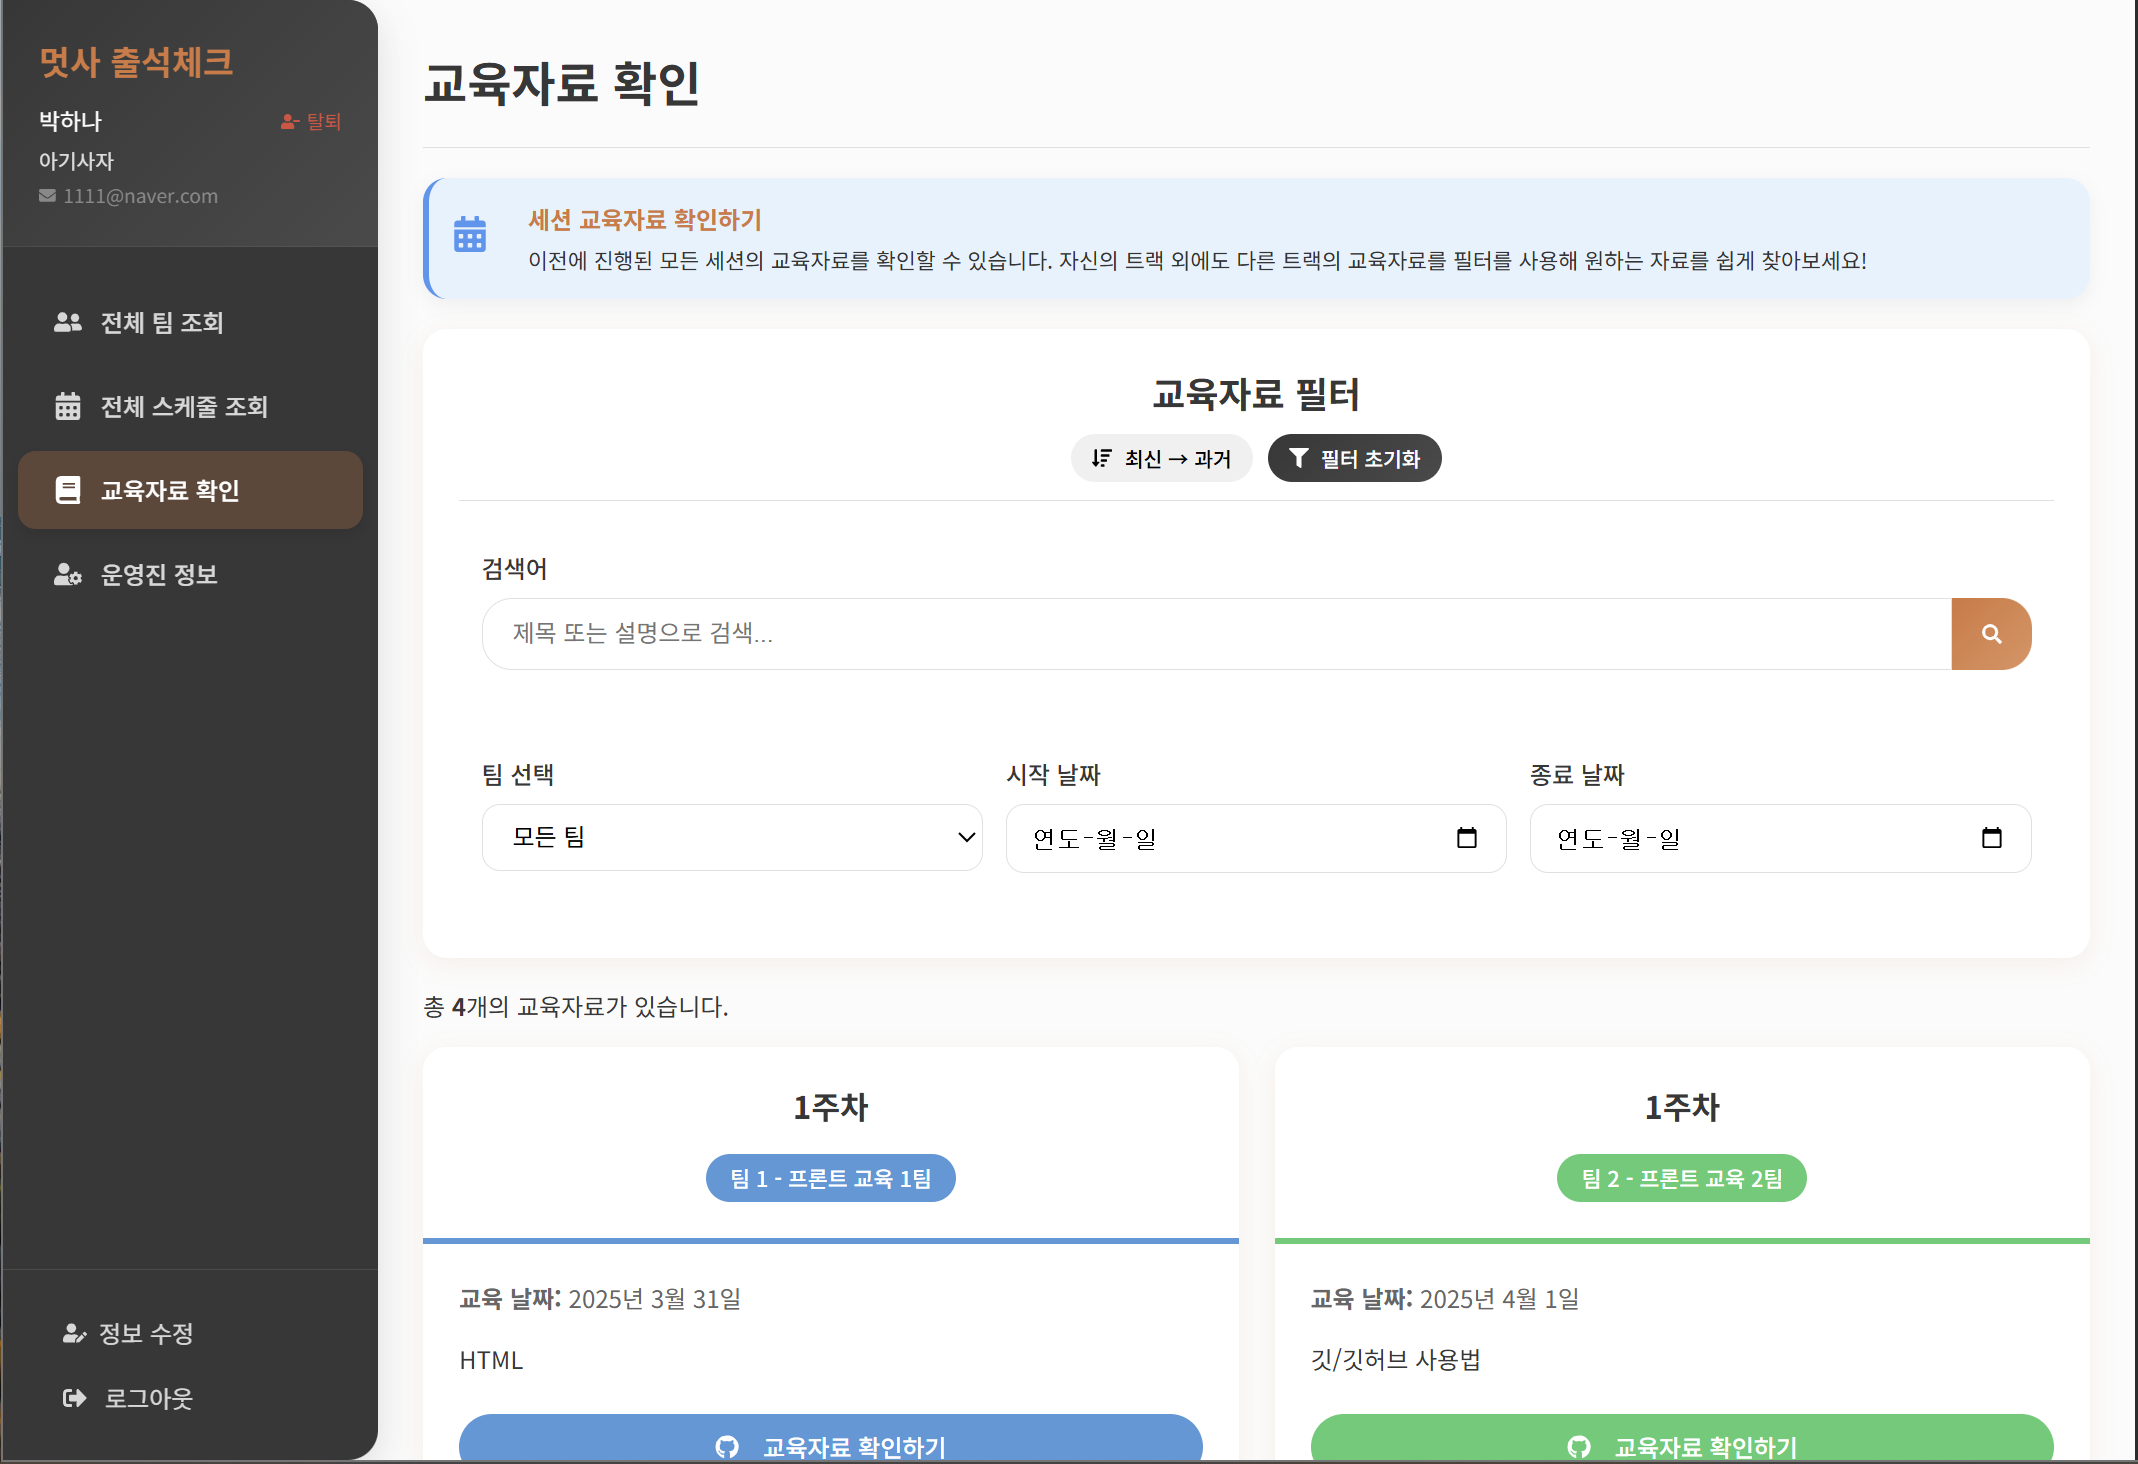 멋사 출석체크
박하나
탈퇴
아기사자
1111@naver.com
전체 팀 조회
전체 스케줄 조회
교육자료 확인
운영진 정보
정보 수정
로그아웃
교육자료 확인
세션 교육자료 확인하기
이전에 진행된 모든 세션의 교육자료를 확인할 수 있습니다. 자신의 트랙 외에도 다른 트랙의 교육자료를 필터를 사용해 원하는 자료를 쉽게 찾아보세요!
교육자료 필터
최신 → 과거
필터 초기화
검색어
제목 또는 설명으로 검색...
팀 선택
모든 팀
시작 날짜
연도-월-일
종료 날짜
연도-월-일
총 4개의 교육자료가 있습니다.
1주차
팀 1 - 프론트 교육 1팀
교육 날짜: 2025년 3월 31일
HTML
교육자료 확인하기
1주차
팀 2 - 프론트 교육 2팀
교육 날짜: 2025년 4월 1일
깃/깃허브 사용법
교육자료 확인하기